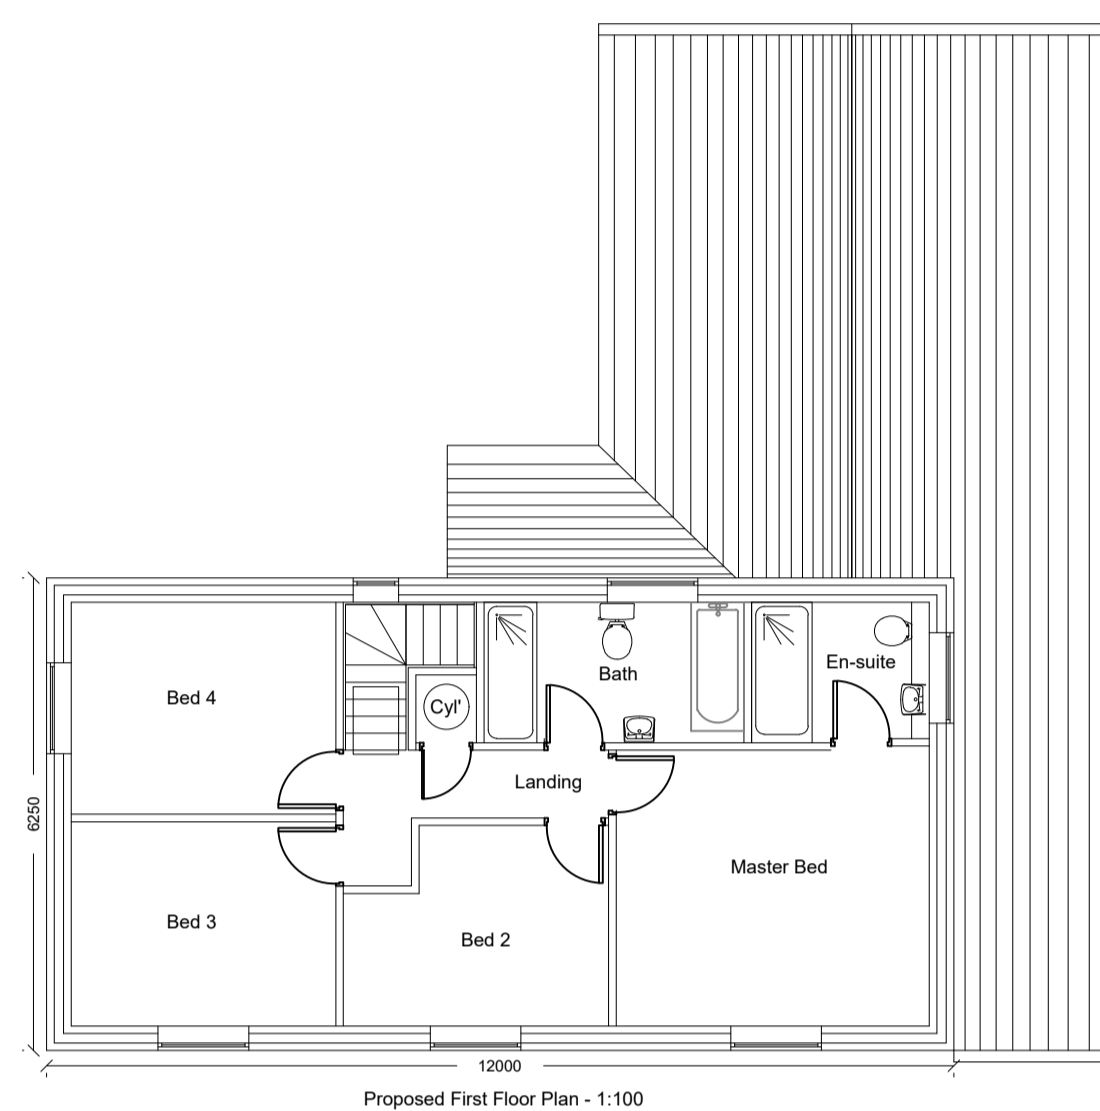 En-suite
Bath
Bed 4
Cyl'
Landing
6250
Master Bed
Bed 3
Bed 2
12000
Proposed First Floor Plan - 1:100